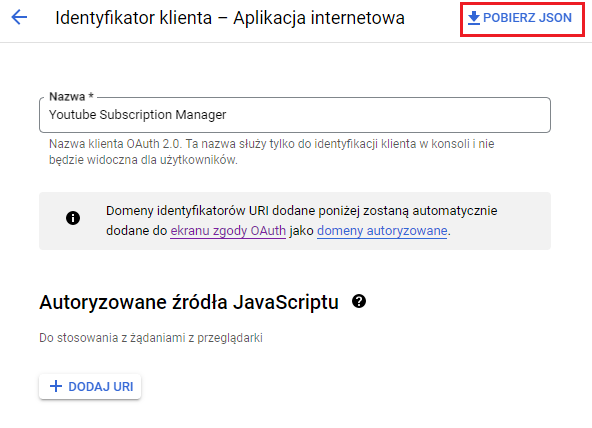 Identyfikator klienta – Aplikacja internetowa
POBIERZ JSON
Nazwa *
Youtube Subscription Manager
Nazwa klienta OAuth 2.0. Ta nazwa służy tylko do identyfikacji klienta w konsoli i nie
będzie widoczna dla użytkowników.
Domeny identyfikatorów URI dodane poniżej zostaną automatycznie
dodane do ekranu zgody OAuth jako domeny autoryzowane.
Autoryzowane źródła JavaScriptu
Do stosowania z żądaniami z przeglądarki
DODAJ URI